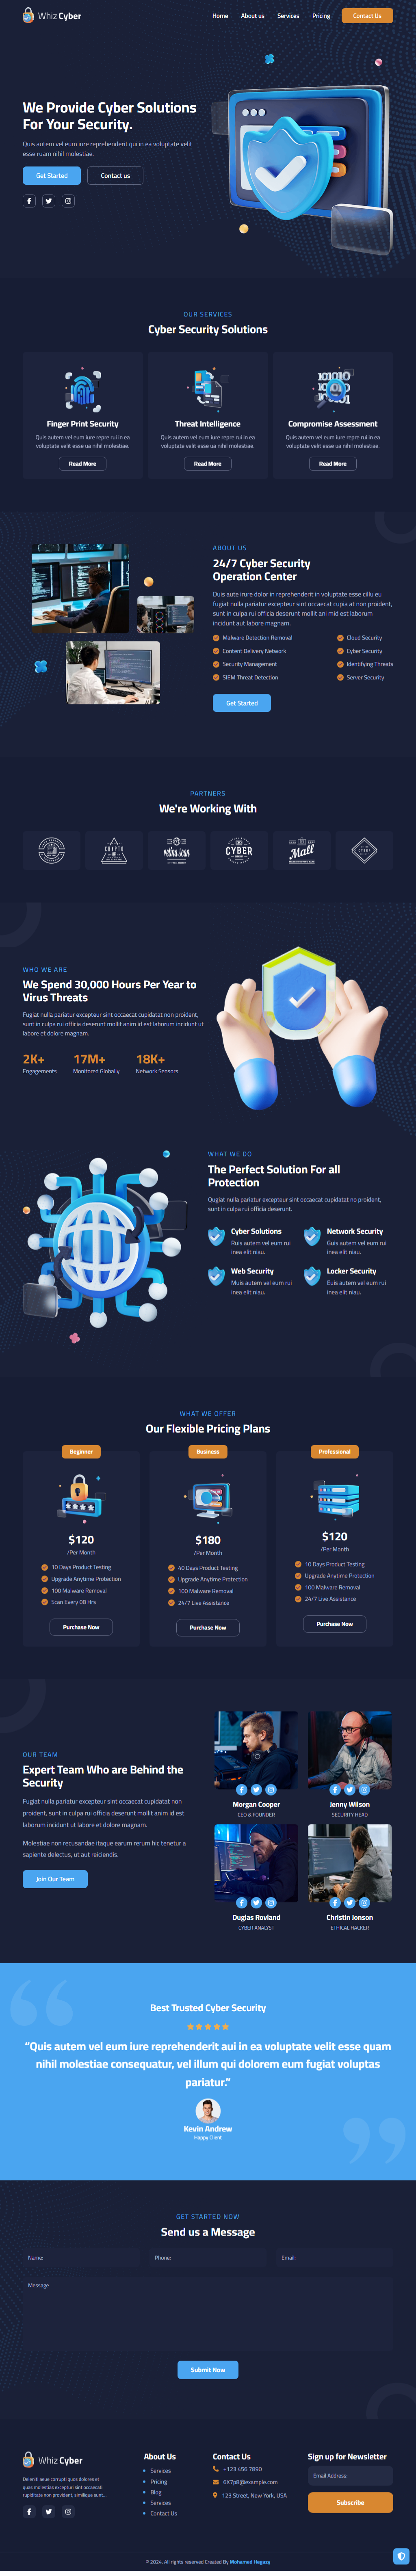 Whiz Cyber
Home
About us
Services
Pricing
Contact Us
We Provide Cyber Solutions
For Your Security.
Quis autem vel eum iure reprehenderit qui in ea voluptate velit
esse ruam nihil molestiae.
Get Started
Contact us
OUR SERVICES
Cyber Security Solutions
Finger Print Security
Quis autem vel eum iure repre rui in ea
voluptate velit esse ua nihil molestiae.
Read More
Threat Intelligence
Quis autem vel eum iure repre rui in ea
voluptate velit esse ua nihil molestiae.
Read More
Compromise Assessment
Quis autem vel eum iure repre rui in ea
voluptate velit esse ua nihil molestiae.
Read More
ABOUT US
24/7 Cyber Security
Operation Center
Duis aute irure dolor in reprehenderit in voluptate esse cillu eu
fugiat nulla pariatur excepteur sint occaecat cupia at non proident,
sunt in culpa rui officia deserunt mollit ani mid est laborum
incidunt aut labore magnam.
Malware Detection Removal
Content Delivery Network
Security Management
SIEM Threat Detection
Cloud Security
Cyber Security
Identifying Threats
Server Security
Get Started
PARTNERS
We're Working With
CRYPTO
retina scan
CYBER
Mall
CYBER
WHO WE ARE
We Spend 30,000 Hours Per Year to
Virus Threats
Fugiat nulla pariatur excepteur sint occaecat cupidatat no proident,
sunt in culpa rui officia deserunt mollit anim id est laborum incidunt ut
labore et dolore magnam.
2K+
Engagements
17M+
Monitored Globally
18K+
Network Sensors
WHAT WE DO
The Perfect Solution For all
Protection
Qugiat nulla pariatur excepteur sint occaecat cupidatat no proident,
sunt in culpa rui officia deserunt.
Cyber Solutions
Ruis autem vel eum rui
inea elit niau.
Network Security
Guis autem vel eum rui
inea elit niau.
Web Security
Muis autem vel eum rui
inea elit niau.
Locker Security
Euis autem vel eum rui
inea elit niau.
WHAT WE OFFER
Our Flexible Pricing Plans
Beginner
$120
/Per Month
10 Days Product Testing
Upgrade Anytime Protection
100 Malware Removal
Scan Every 08 Hrs
Purchase Now
Business
$180
/Per Month
40 Days Product Testing
Upgrade Anytime Protection
100 Malware Removal
24/7 Live Assistance
Purchase Now
Professional
$120
/Per Month
10 Days Product Testing
Upgrade Anytime Protection
100 Malware Removal
24/7 Live Assistance
Purchase Now
OUR TEAM
Expert Team Who are Behind the
Security
Fugiat nulla pariatur excepteur sint occaecat cupidatat non
proident, sunt in culpa rui officia deserunt mollit anim id est
laborum incidunt ut labore et dolore magnam.
Molestiae non recusandae itaque earum rerum hic tenetur a
sapiente delectus, ut aut reiciendis.
Join Our Team
Morgan Cooper
CEO & FOUNDER
Jenny Wilson
SECURITY HEAD
Duglas Rovland
CYBER ANALYST
Christin Jonson
ETHICAL HACKER
Best Trusted Cyber Security
“Quis autem vel eum iure reprehenderit aui in ea voluptate velit esse quam
nihil molestiae consequatur, vel illum qui dolorem eum fugiat voluptas
pariatur.”
Kevin Andrew
Happy Client
GET STARTED NOW
Send us a Message
Name:
Phone:
Email:
Message
Submit Now
Whiz Cyber
Deleniti aeue corrupti quos dolores et
quas molestias excepturi sint occaecati
rupiditate non provident, similique sunt...
About Us
Services
Pricing
Blog
Services
Contact Us
Contact Us
+123 456 7890
6X7p8@example.com
123 Street, New York, USA
Sign up for Newsletter
Email Address:
Subscribe
© 2024. All rights reserved Created By Mohamed Hegazy